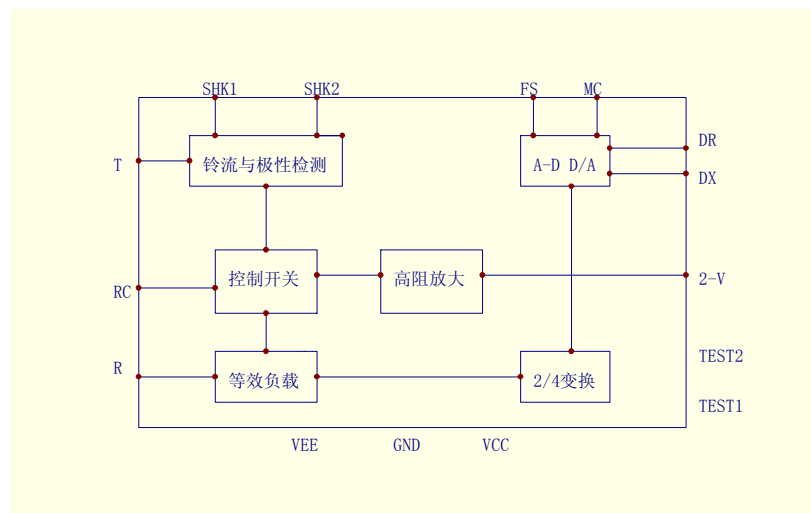 SHK1 SHK2 FS MC
DR
T 铃流与极性检测 A-D D/A
DX
控制开关 高阻放大 2-V
RC
TEST2
R 等效负载 2/4变换
TEST1
VEE GND VCC